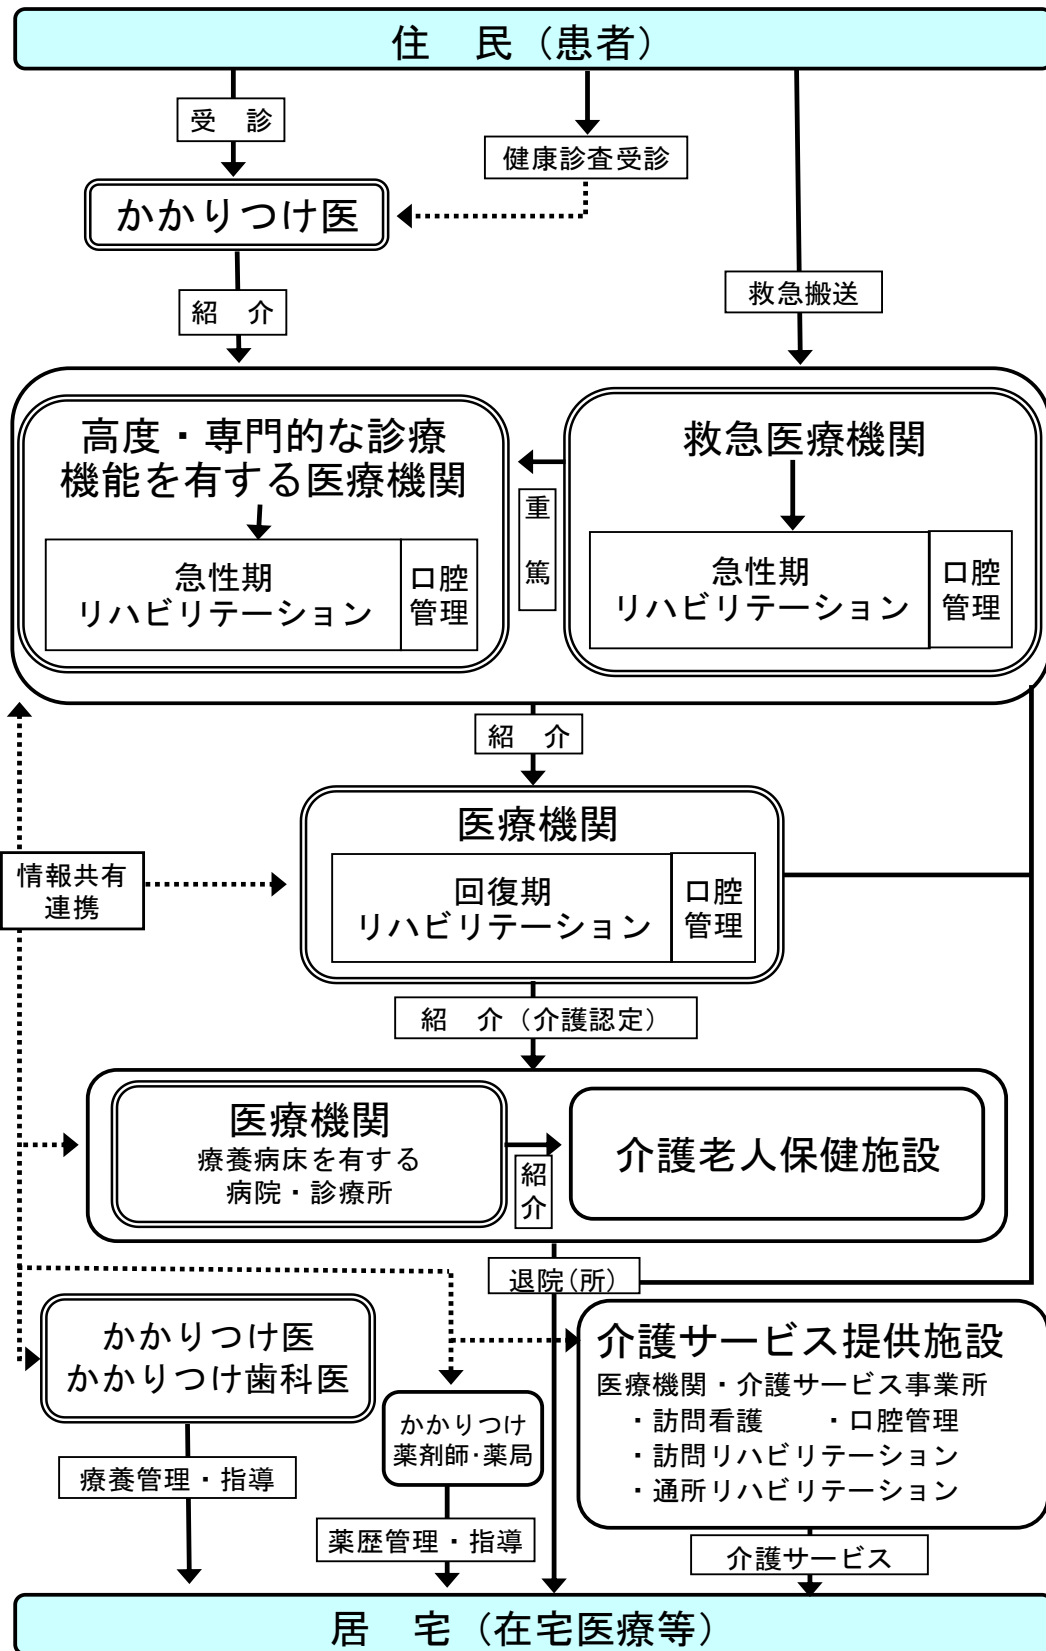 住　民（患者）
受　診
健康診査受診
かかりつけ医
紹　介
救急搬送
高度・専門的な診療
機能を有する医療機関
急性期
リハビリテーション
口腔
管理
重
篤
救急医療機関
急性期
リハビリテーション
口腔
管理
紹　介
医療機関
回復期
リハビリテーション
口腔
管理
情報共有
連携
紹　介（介護認定）
医療機関
療養病床を有する
病院・診療所
紹
介
介護老人保健施設
退院(所)
かかりつけ医
かかりつけ歯科医
かかりつけ
薬剤師・薬局
介護サービス提供施設
医療機関・介護サービス事業所
・訪問看護　　・口腔管理
・訪問リハビリテーション
・通所リハビリテーション
療養管理・指導
薬歴管理・指導
介護サービス
居　宅（在宅医療等）